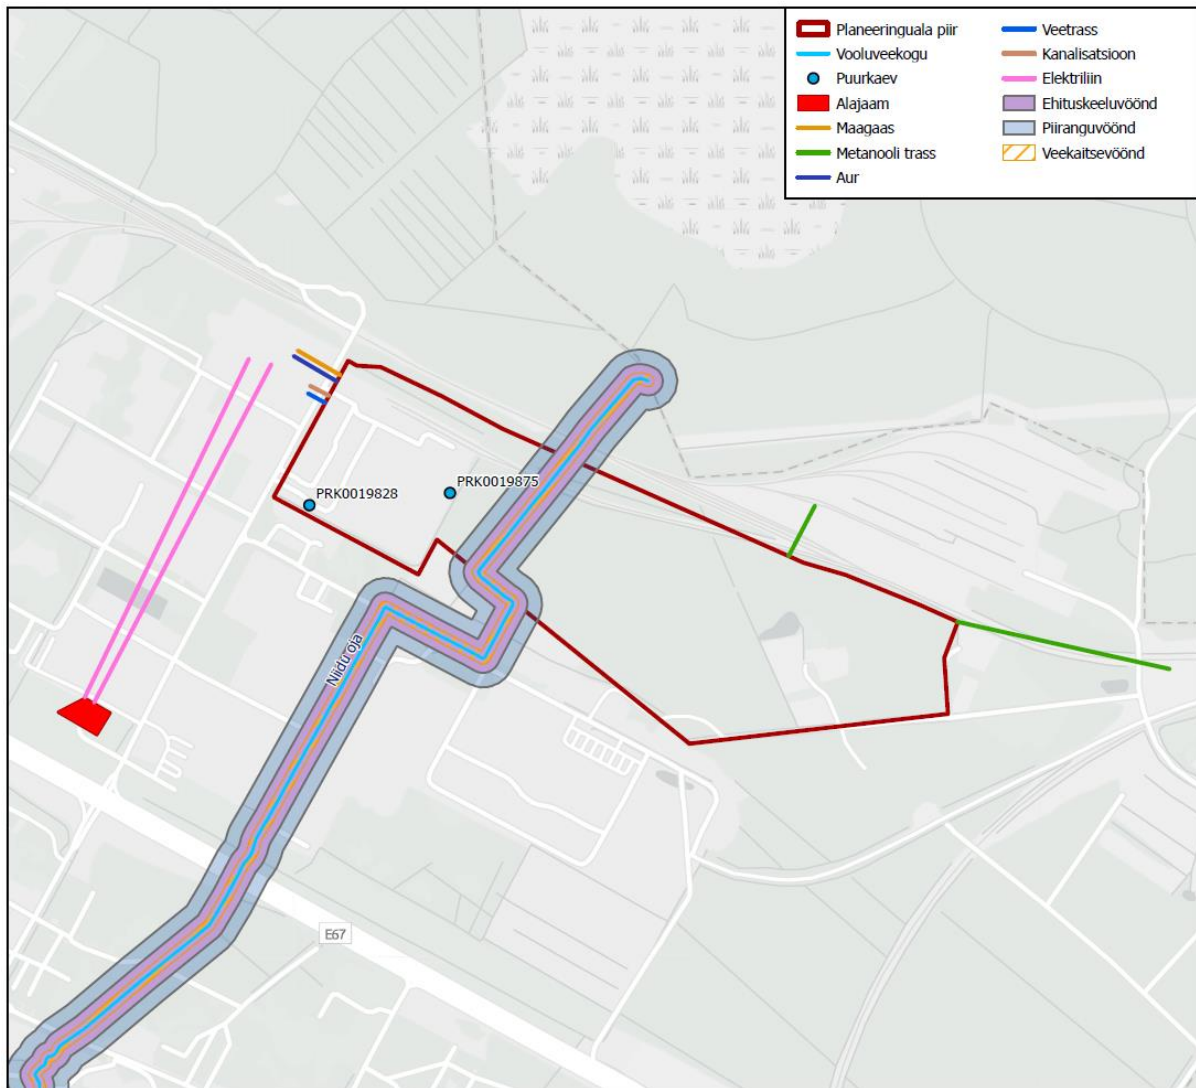 Planeeringuala piir
Vooluveekogu
Puurkaev
Alajaam
Maagaas
Metanooli trass
Aur
Veetrass
Kanalisatsioon
Elektriliin
Ehituskeeluvöönd
Piiranguvöönd
Veekaitsevöönd
PRK0019875
PRK0019828
Niidu oja
E67